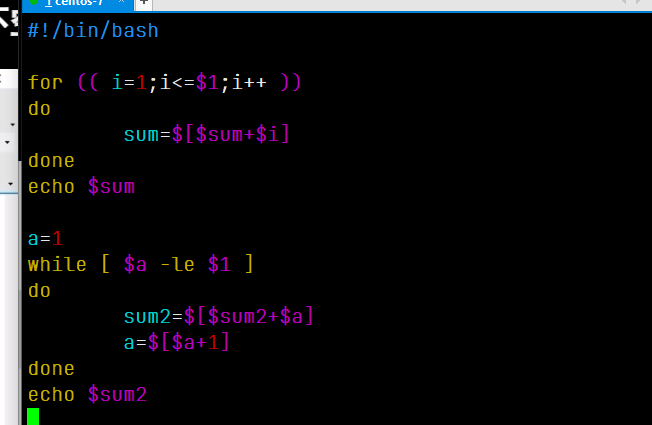 1 centos-7
#!/bin/bash
for (( i=1;i<=$1;i++ ))
do
sum=$[$sum+$i]
done
echo $sum
a=1
while [ $a -le $1 ]
do
sum2=$[$sum2+$a]
a=$[$a+1]
done
echo $sum2